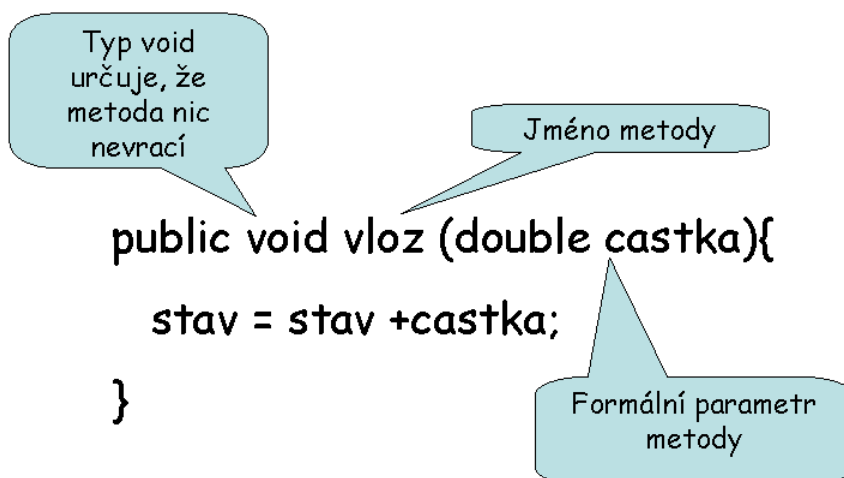 Typ void
určuje, že
metoda nic
nevrací
Jméno metody
public void vloz (double castka){
stav = stav +castka;
}
Formální parametr
metody